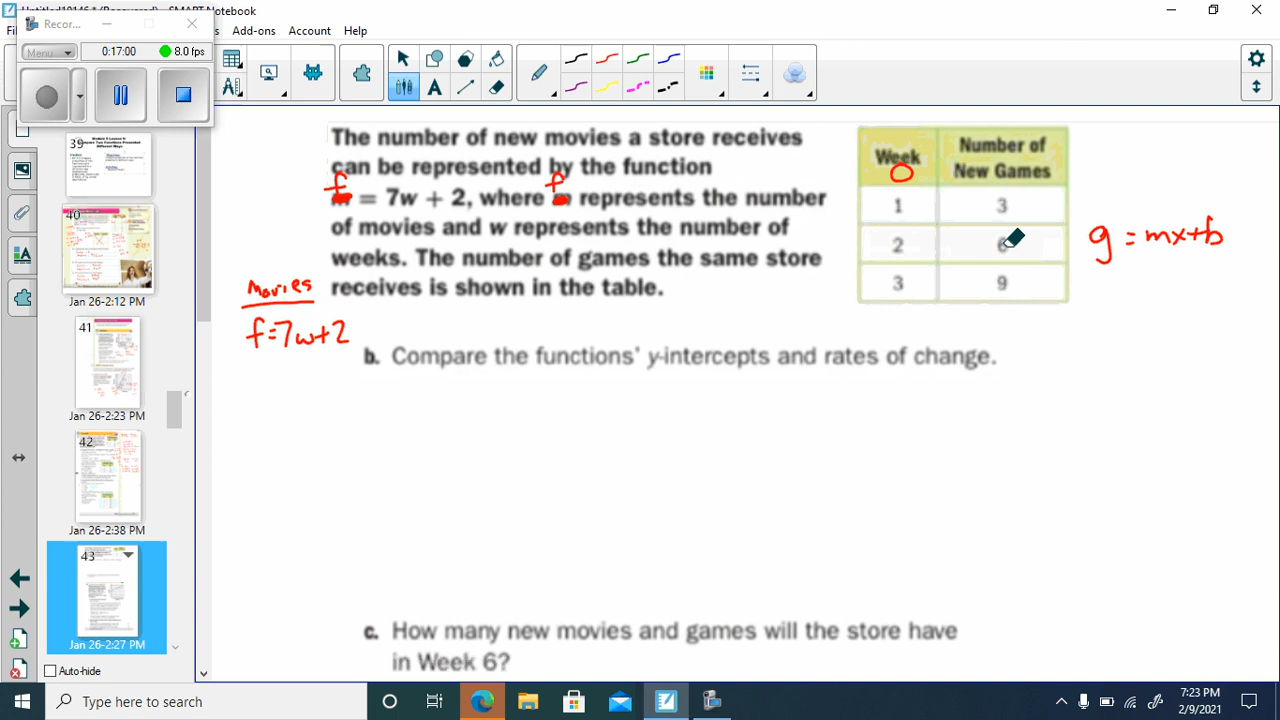 SMART Notebook
Recor...
Add-ons Account Help
Menu
0:17:00
8.0 fps
39
40
Jan 26-2:12 PM
41
Jan 26-2:23 PM
42
Jan 26-2:38 PM
43
Jan 26-2:27 PM
Auto-hide
The number of new movies a store receives
can be represented by the function
f = 7w + 2, where f represents the number
of movies and w represents the number of
weeks. The number of games the same store
receives is shown in the table.
Week Number of New Games
0
1 3
2 6
3 9
g = mx+b
Movies
f=7w+2
b. Compare the functions' y-intercepts and rates of change.
c. How many new movies and games will the store have
in Week 6?
Type here to search
7:23 PM
2/9/2021